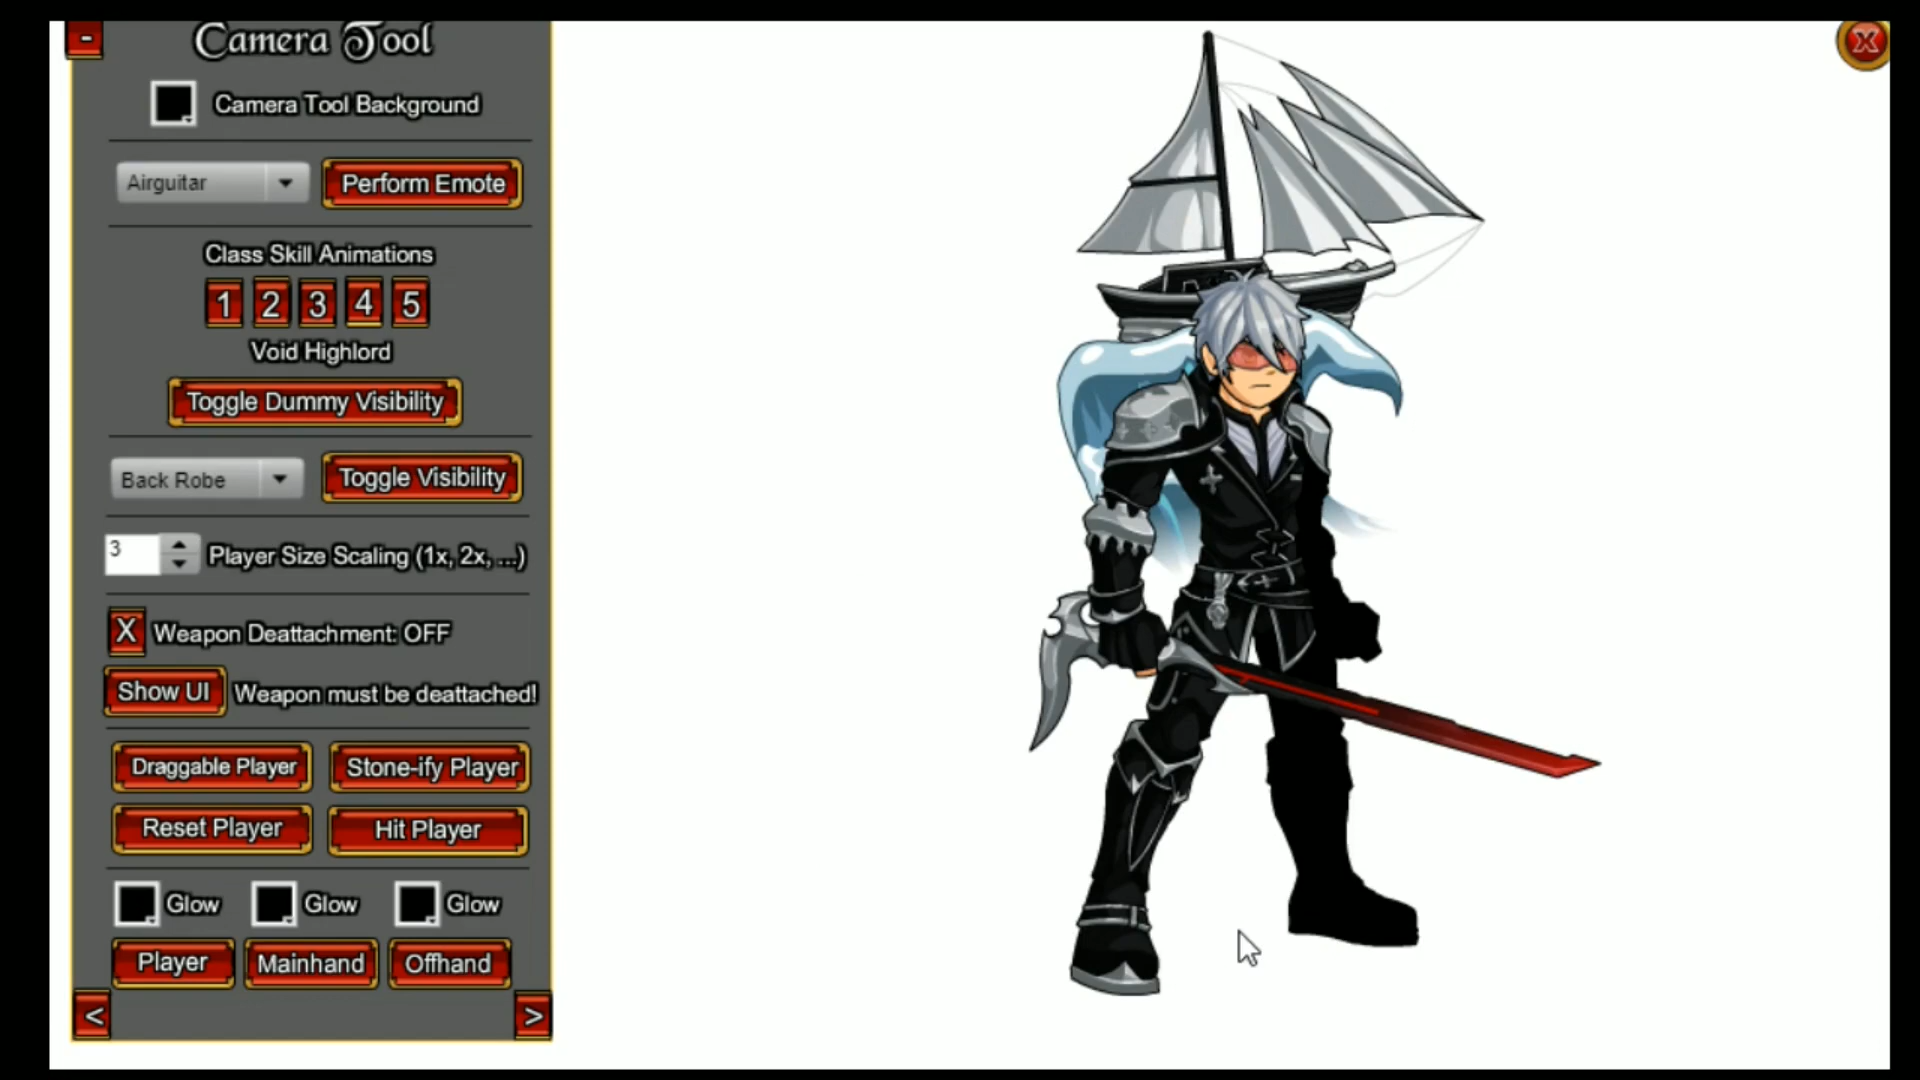 -
Camera Tool
X
Camera Tool Background
Airguitar
Perform Emote
Class Skill Animations
1 2 3 4 5
Void Highlord
Toggle Dummy Visibility
Back Robe
Toggle Visibility
3
Player Size Scaling (1x, 2x, ...)
X Weapon Deattachment: OFF
Show UI
Weapon must be deattached!
Draggable Player
Stone-ify Player
Reset Player
Hit Player
Glow Glow Glow
Player Mainhand Offhand
< >